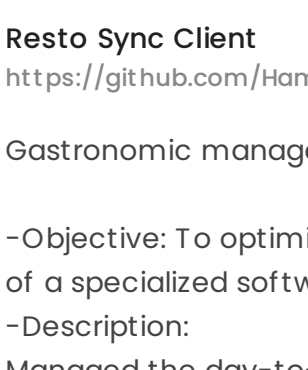 Resto Sync Client
https://github.com/Ham
Gastronomic manag
-Objective: To optimi
of a specialized softw
-Description:
Managed the day-to-